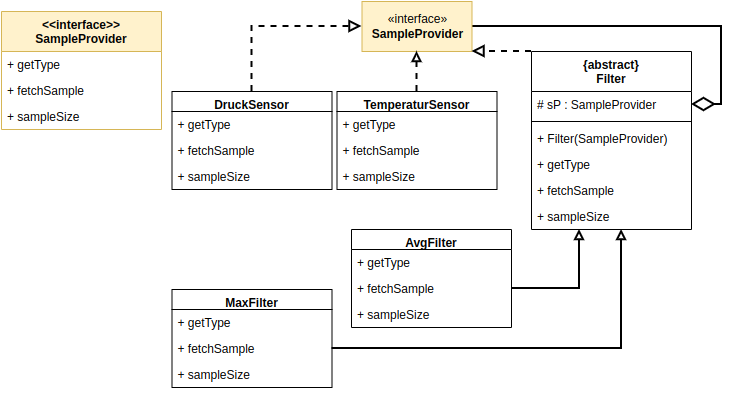 <<interface>>
SampleProvider
+ getType
+ fetchSample
+ sampleSize
«interface»
SampleProvider
DruckSensor
+ getType
+ fetchSample
+ sampleSize
TemperaturSensor
+ getType
+ fetchSample
+ sampleSize
{abstract}
Filter
# sP : SampleProvider
+ Filter(SampleProvider)
+ getType
+ fetchSample
+ sampleSize
AvgFilter
+ getType
+ fetchSample
+ sampleSize
MaxFilter
+ getType
+ fetchSample
+ sampleSize